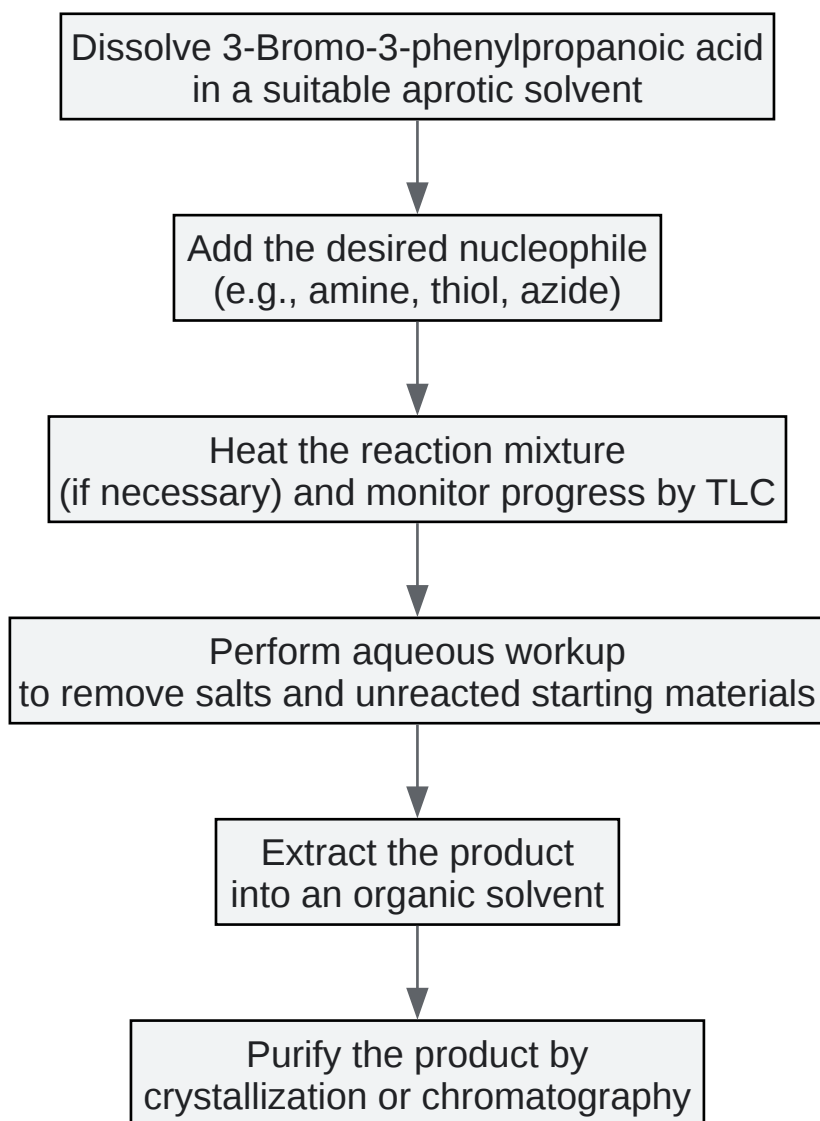 Dissolve 3-Bromo-3-phenylpropanoic acid
in a suitable aprotic solvent
Add the desired nucleophile
(e.g., amine, thiol, azide)
Heat the reaction mixture
(if necessary) and monitor progress by TLC
Perform aqueous workup
to remove salts and unreacted starting materials
Extract the product
into an organic solvent
Purify the product by
crystallization or chromatography